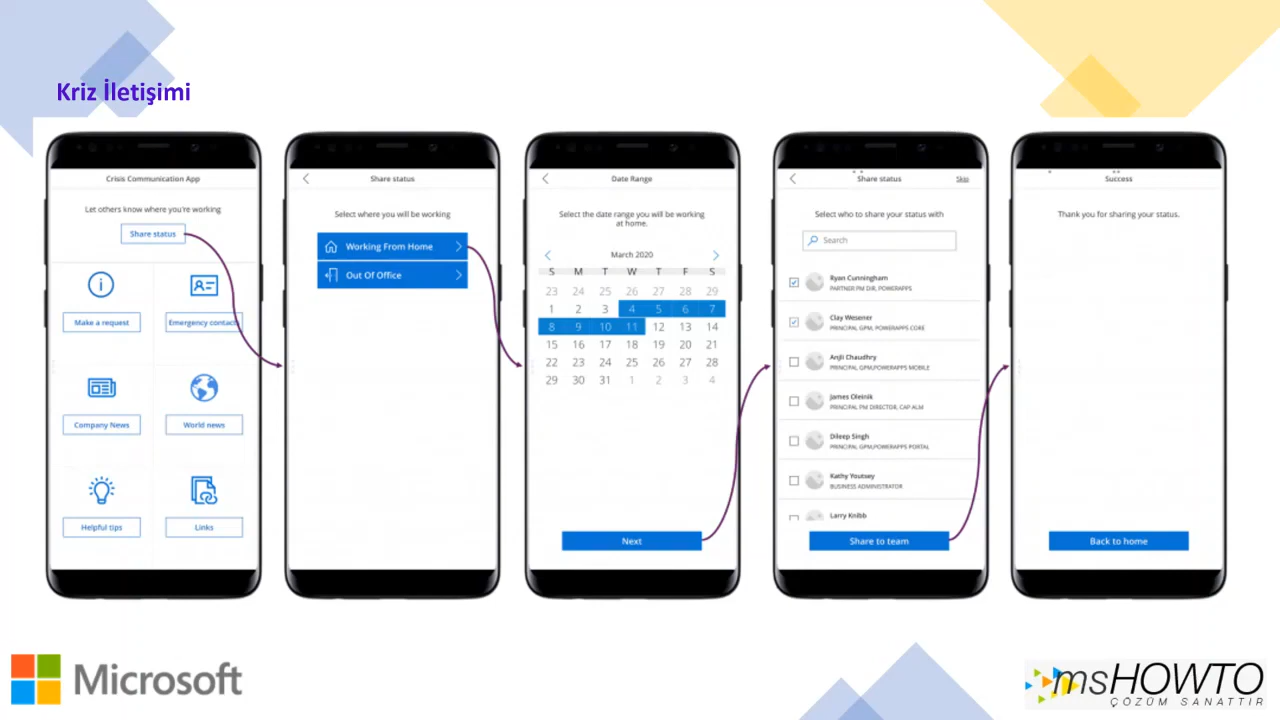 Kriz İletişimi
Crisis Communication App
Let others know where you're working
Share status
Make a request
Emergency contacts
Company News
World news
Helpful tips
Links
Share status
Select where you will be working
Working From Home
Out Of Office
Date Range
Select the date range you will be working
at home.
March 2020
S M T W T F S
23 24 25 26 27 28 29
1 2 3 4 5 6 7
8 9 10 11 12 13 14
15 16 17 18 19 20 21
22 23 24 25 26 27 28
29 30 31 1 2 3 4
Next
Share status
Skip
Select who to share your status with
Search
Ryan Cunningham
PARTNER PM DIR, POWERAPPS
Clay Wesener
PRINCIPAL GPM, POWERAPPS CORE
Anjli Chaudhry
PRINCIPAL GPM,POWERAPPS MOBILE
James Oleinik
PRINCIPAL PM DIRECTOR, CAP ALM
Dileep Singh
PRINCIPAL GPM,POWERAPPS PORTAL
Kathy Youtsey
BUSINESS ADMINISTRATOR
Larry Knibb
Share to team
Success
Thank you for sharing your status.
Back to home
Microsoft
msHOWTO
ÇÖZÜM SANATTIR